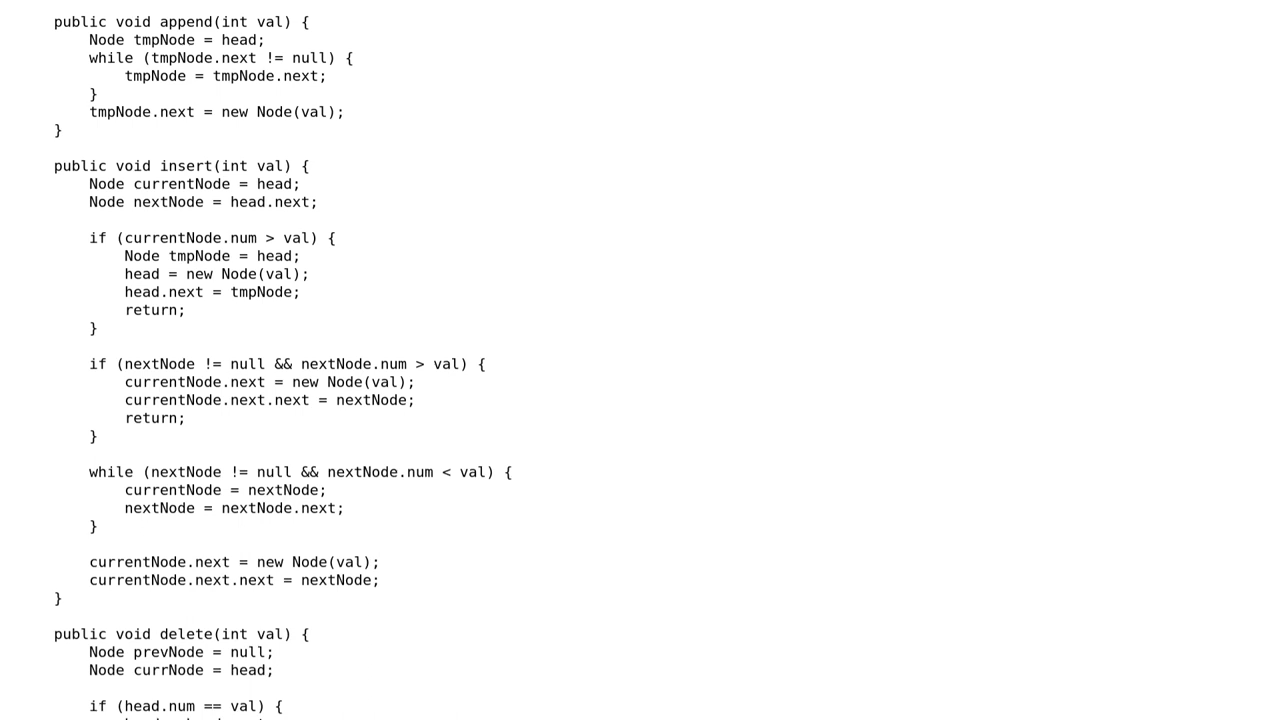 public void append(int val) {
    Node tmpNode = head;
    while (tmpNode.next != null) {
        tmpNode = tmpNode.next;
    }
    tmpNode.next = new Node(val);
}

public void insert(int val) {
    Node currentNode = head;
    Node nextNode = head.next;

    if (currentNode.num > val) {
        Node tmpNode = head;
        head = new Node(val);
        head.next = tmpNode;
        return;
    }

    if (nextNode != null && nextNode.num > val) {
        currentNode.next = new Node(val);
        currentNode.next.next = nextNode;
        return;
    }

    while (nextNode != null && nextNode.num < val) {
        currentNode = nextNode;
        nextNode = nextNode.next;
    }

    currentNode.next = new Node(val);
    currentNode.next.next = nextNode;
}

public void delete(int val) {
    Node prevNode = null;
    Node currNode = head;

    if (head.num == val) {